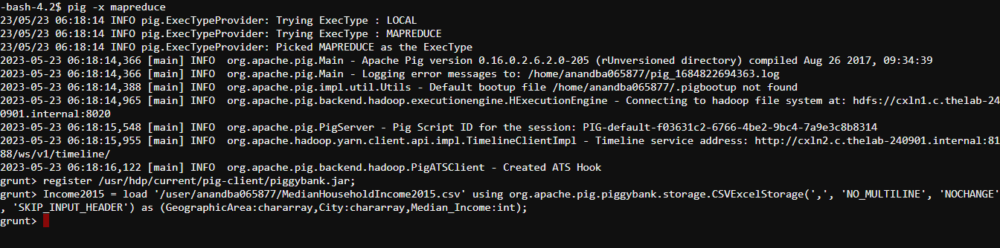 -bash-4.2$ pig -x mapreduce
23/05/23 06:18:14 INFO pig.ExecTypeProvider: Trying ExecType : LOCAL
23/05/23 06:18:14 INFO pig.ExecTypeProvider: Trying ExecType : MAPREDUCE
23/05/23 06:18:14 INFO pig.ExecTypeProvider: Picked MAPREDUCE as the ExecType
2023-05-23 06:18:14,366 [main] INFO  org.apache.pig.Main - Apache Pig version 0.16.0.2.6.2.0-205 (rUnversioned directory) compiled Aug 26 2017, 09:34:39
2023-05-23 06:18:14,366 [main] INFO  org.apache.pig.Main - Logging error messages to: /home/anandba065877/pig_1684822694363.log
2023-05-23 06:18:14,388 [main] INFO  org.apache.pig.impl.util.Utils - Default bootup file /home/anandba065877/.pigbootup not found
2023-05-23 06:18:14,965 [main] INFO  org.apache.pig.backend.hadoop.executionengine.HExecutionEngine - Connecting to hadoop file system at: hdfs://cxln1.c.thelab-24
0901.internal:8020
2023-05-23 06:18:15,548 [main] INFO  org.apache.pig.PigServer - Pig Script ID for the session: PIG-default-f03631c2-6766-4be2-9bc4-7a9e3c8b8314
2023-05-23 06:18:15,955 [main] INFO  org.apache.hadoop.yarn.client.api.impl.TimelineClientImpl - Timeline service address: http://cxln2.c.thelab-240901.internal:81
88/ws/v1/timeline/
2023-05-23 06:18:16,122 [main] INFO  org.apache.pig.backend.hadoop.PigATSClient - Created ATS Hook
grunt> register /usr/hdp/current/pig-client/piggybank.jar;
grunt> Income2015 = load '/user/anandba065877/MedianHouseholdIncome2015.csv' using org.apache.pig.piggybank.storage.CSVExcelStorage(',', 'NO_MULTILINE', 'NOCHANGE'
, 'SKIP_INPUT_HEADER') as (GeographicArea:chararray,City:chararray,Median_Income:int);
grunt>